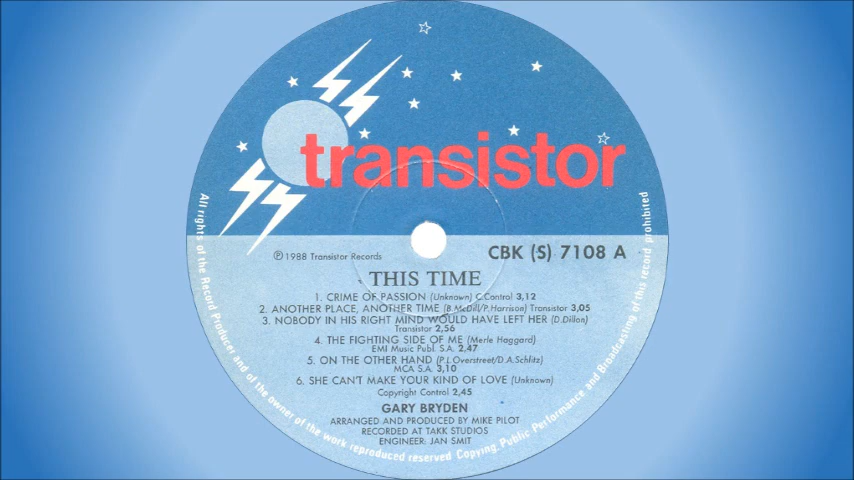 transistor
℗ 1988 Transistor Records
CBK (S) 7108 A
THIS TIME
1. CRIME OF PASSION (Unknown) C.Control 3,12
2. ANOTHER PLACE, ANOTHER TIME (B.McDill/P.Harrison) Transistor 3,05
3. NOBODY IN HIS RIGHT MIND WOULD HAVE LEFT HER (D.Dillon)
Transistor 2,56
4. THE FIGHTING SIDE OF ME (Merle Haggard)
EMI Music Publ. S.A. 2,47
5. ON THE OTHER HAND (P.L.Overstreet/D.A.Schlitz)
MCA S.A. 3,10
6. SHE CAN'T MAKE YOUR KIND OF LOVE (Unknown)
Copyright Control 2,45
GARY BRYDEN
ARRANGED AND PRODUCED BY MIKE PILOT
RECORDED AT TAKK STUDIOS
ENGINEER: JAN SMIT
All rights of the Record Producer and of the owner of the work reproduced reserved Copying, Public Performance and Broadcasting of this record prohibited